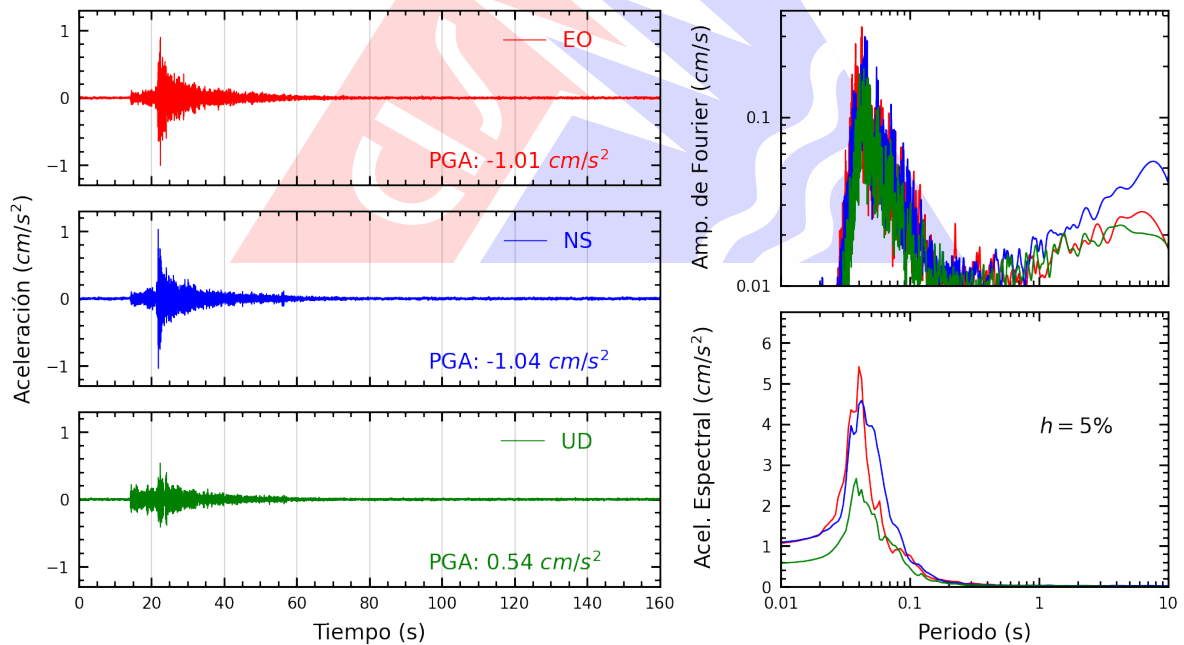 Aceleración (cm/s²)
1
0
−1
EO
PGA: -1.01 cm/s²
1
0
−1
NS
PGA: -1.04 cm/s²
1
0
−1
UD
PGA: 0.54 cm/s²
0 20 40 60 80 100 120 140 160
Tiempo (s)
Amp. de Fourier (cm/s)
0.1
0.01
Acel. Espectral (cm/s²)
6
5
4
3
2
1
0
h = 5%
0.01 0.1 1 10
Periodo (s)